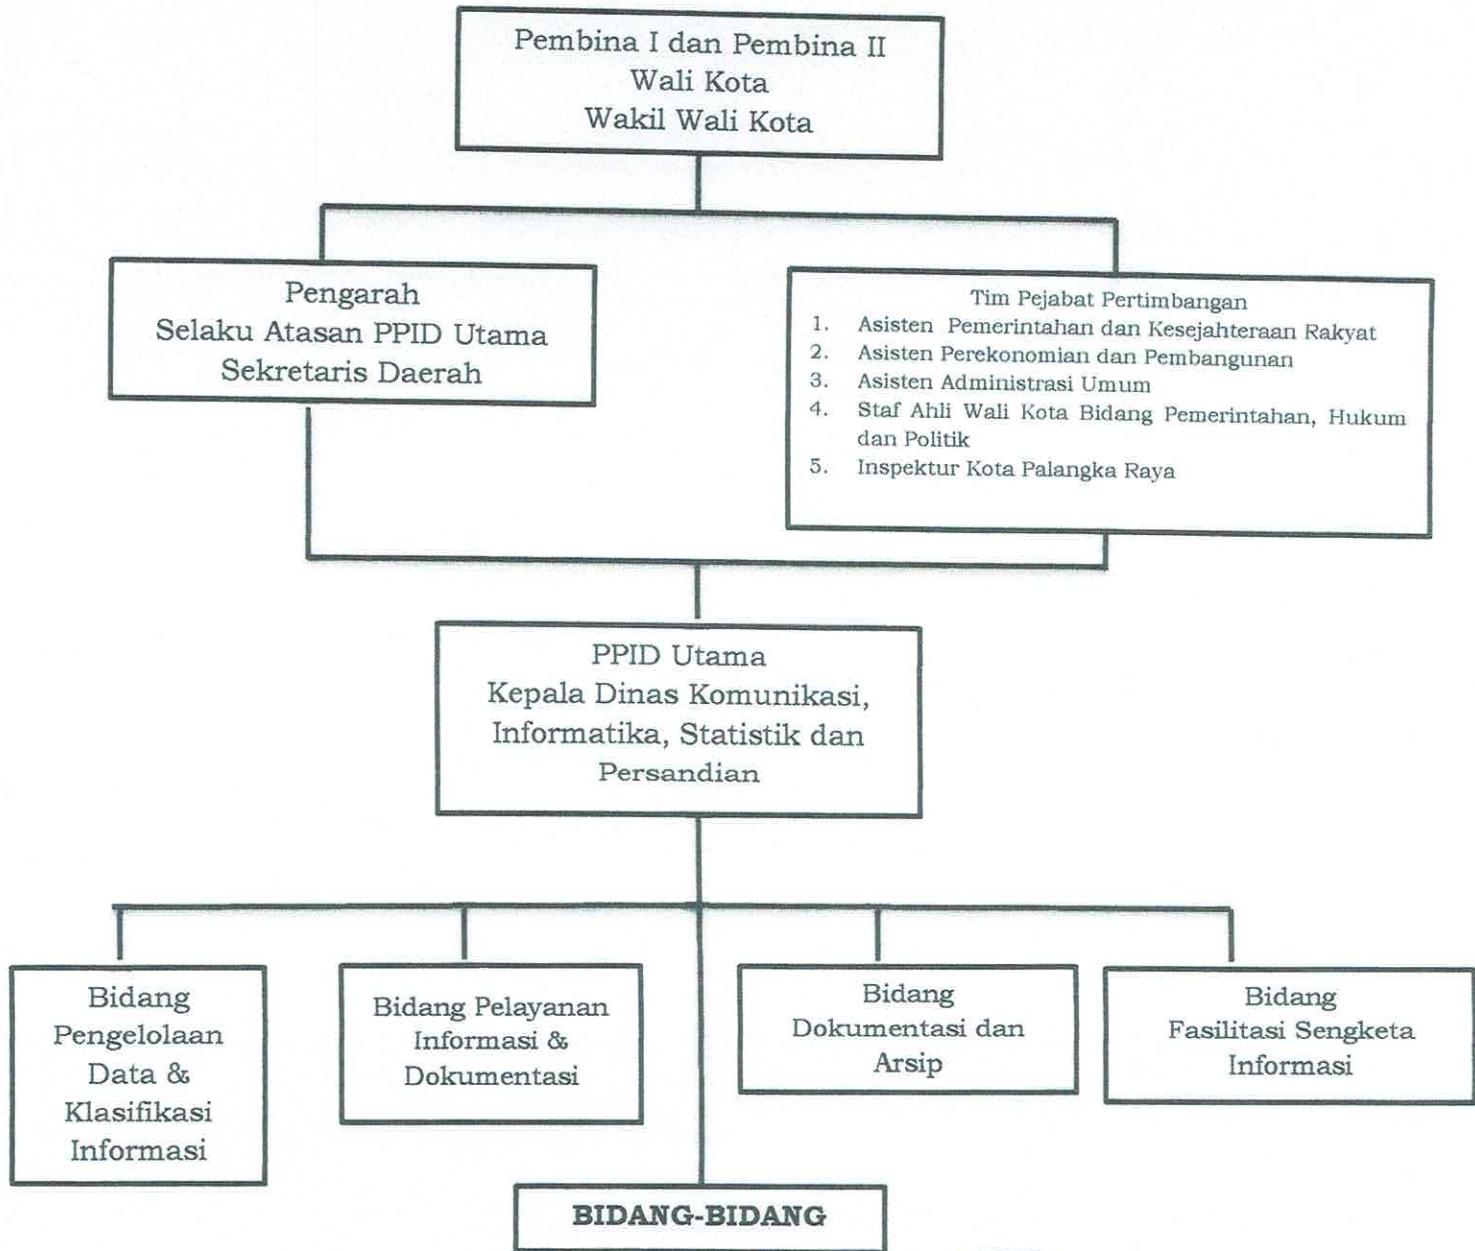 Pembina I dan Pembina II
Wali Kota
Wakil Wali Kota
Pengarah
Selaku Atasan PPID Utama
Sekretaris Daerah
Tim Pejabat Pertimbangan
1. Asisten Pemerintahan dan Kesejahteraan Rakyat
2. Asisten Perekonomian dan Pembangunan
3. Asisten Administrasi Umum
4. Staf Ahli Wali Kota Bidang Pemerintahan, Hukum
dan Politik
5. Inspektur Kota Palangka Raya
PPID Utama
Kepala Dinas Komunikasi,
Informatika, Statistik dan
Persandian
Bidang
Pengelolaan
Data &
Klasifikasi
Informasi
Bidang Pelayanan
Informasi &
Dokumentasi
Bidang
Dokumentasi dan
Arsip
Bidang
Fasilitasi Sengketa
Informasi
BIDANG-BIDANG